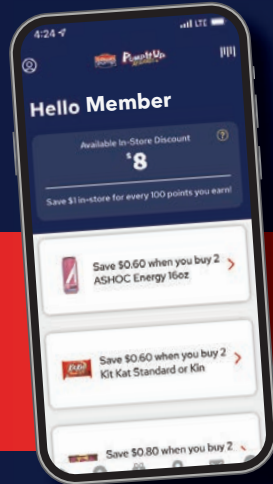 4:24
LTE
PUMP ItUP
Hello Member
Available In-Store Discount
?
$8
Save $1 in-store for every 100 points you earn!
Save $0.60 when you buy 2
ASHOC Energy 16oz
Save $0.60 when you buy 2
Kit Kat Standard or Kin
Save $0.80 when you buy 2